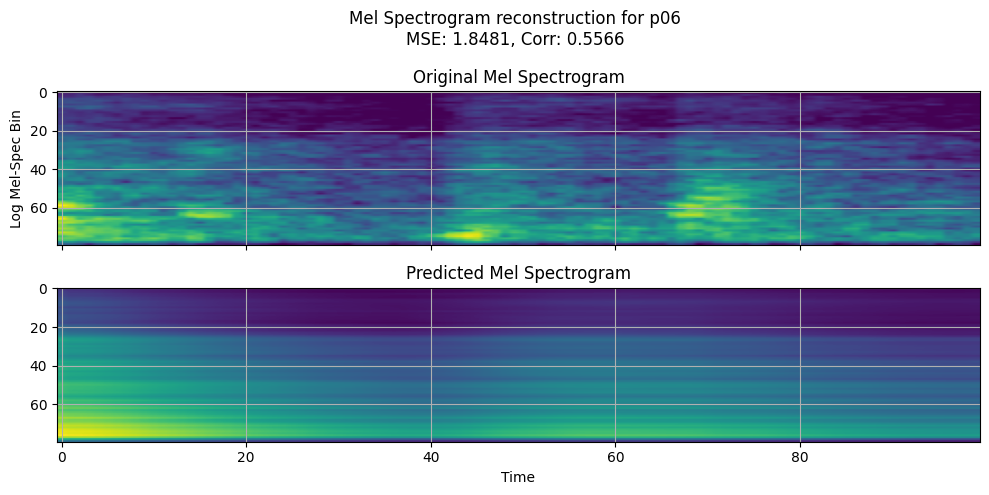 Mel Spectrogram reconstruction for p06
MSE: 1.8481, Corr: 0.5566
Original Mel Spectrogram
0
20
40
60
Log Mel-Spec Bin
Predicted Mel Spectrogram
0
20
40
60
0 20 40 60 80
Time